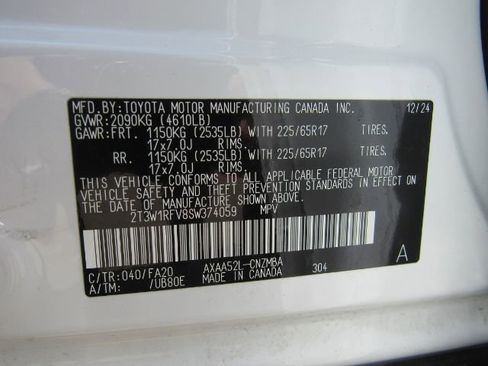 MFD. BY: TOYOTA MOTOR MANUFACTURING CANADA INC. 12/24
GVWR: 2090KG (4610LB)
GAWR: FRT. 1150KG (2535LB) WITH 225/65R17 TIRES.
17x7.0J RIMS.
RR. 1150KG (2535LB) WITH 225/65R17 TIRES.
17x7.0J RIMS.
THIS VEHICLE CONFORMS TO ALL APPLICABLE FEDERAL MOTOR
VEHICLE SAFETY AND THEFT PREVENTION STANDARDS IN EFFECT ON
THE DATE OF MANUFACTURE SHOWN ABOVE.
2T3W1RFV8SW374059 MPV
C/TR: 040/FA20 AXAA52L-CNZMBA A
A/TM: /UB80E MADE IN CANADA 304